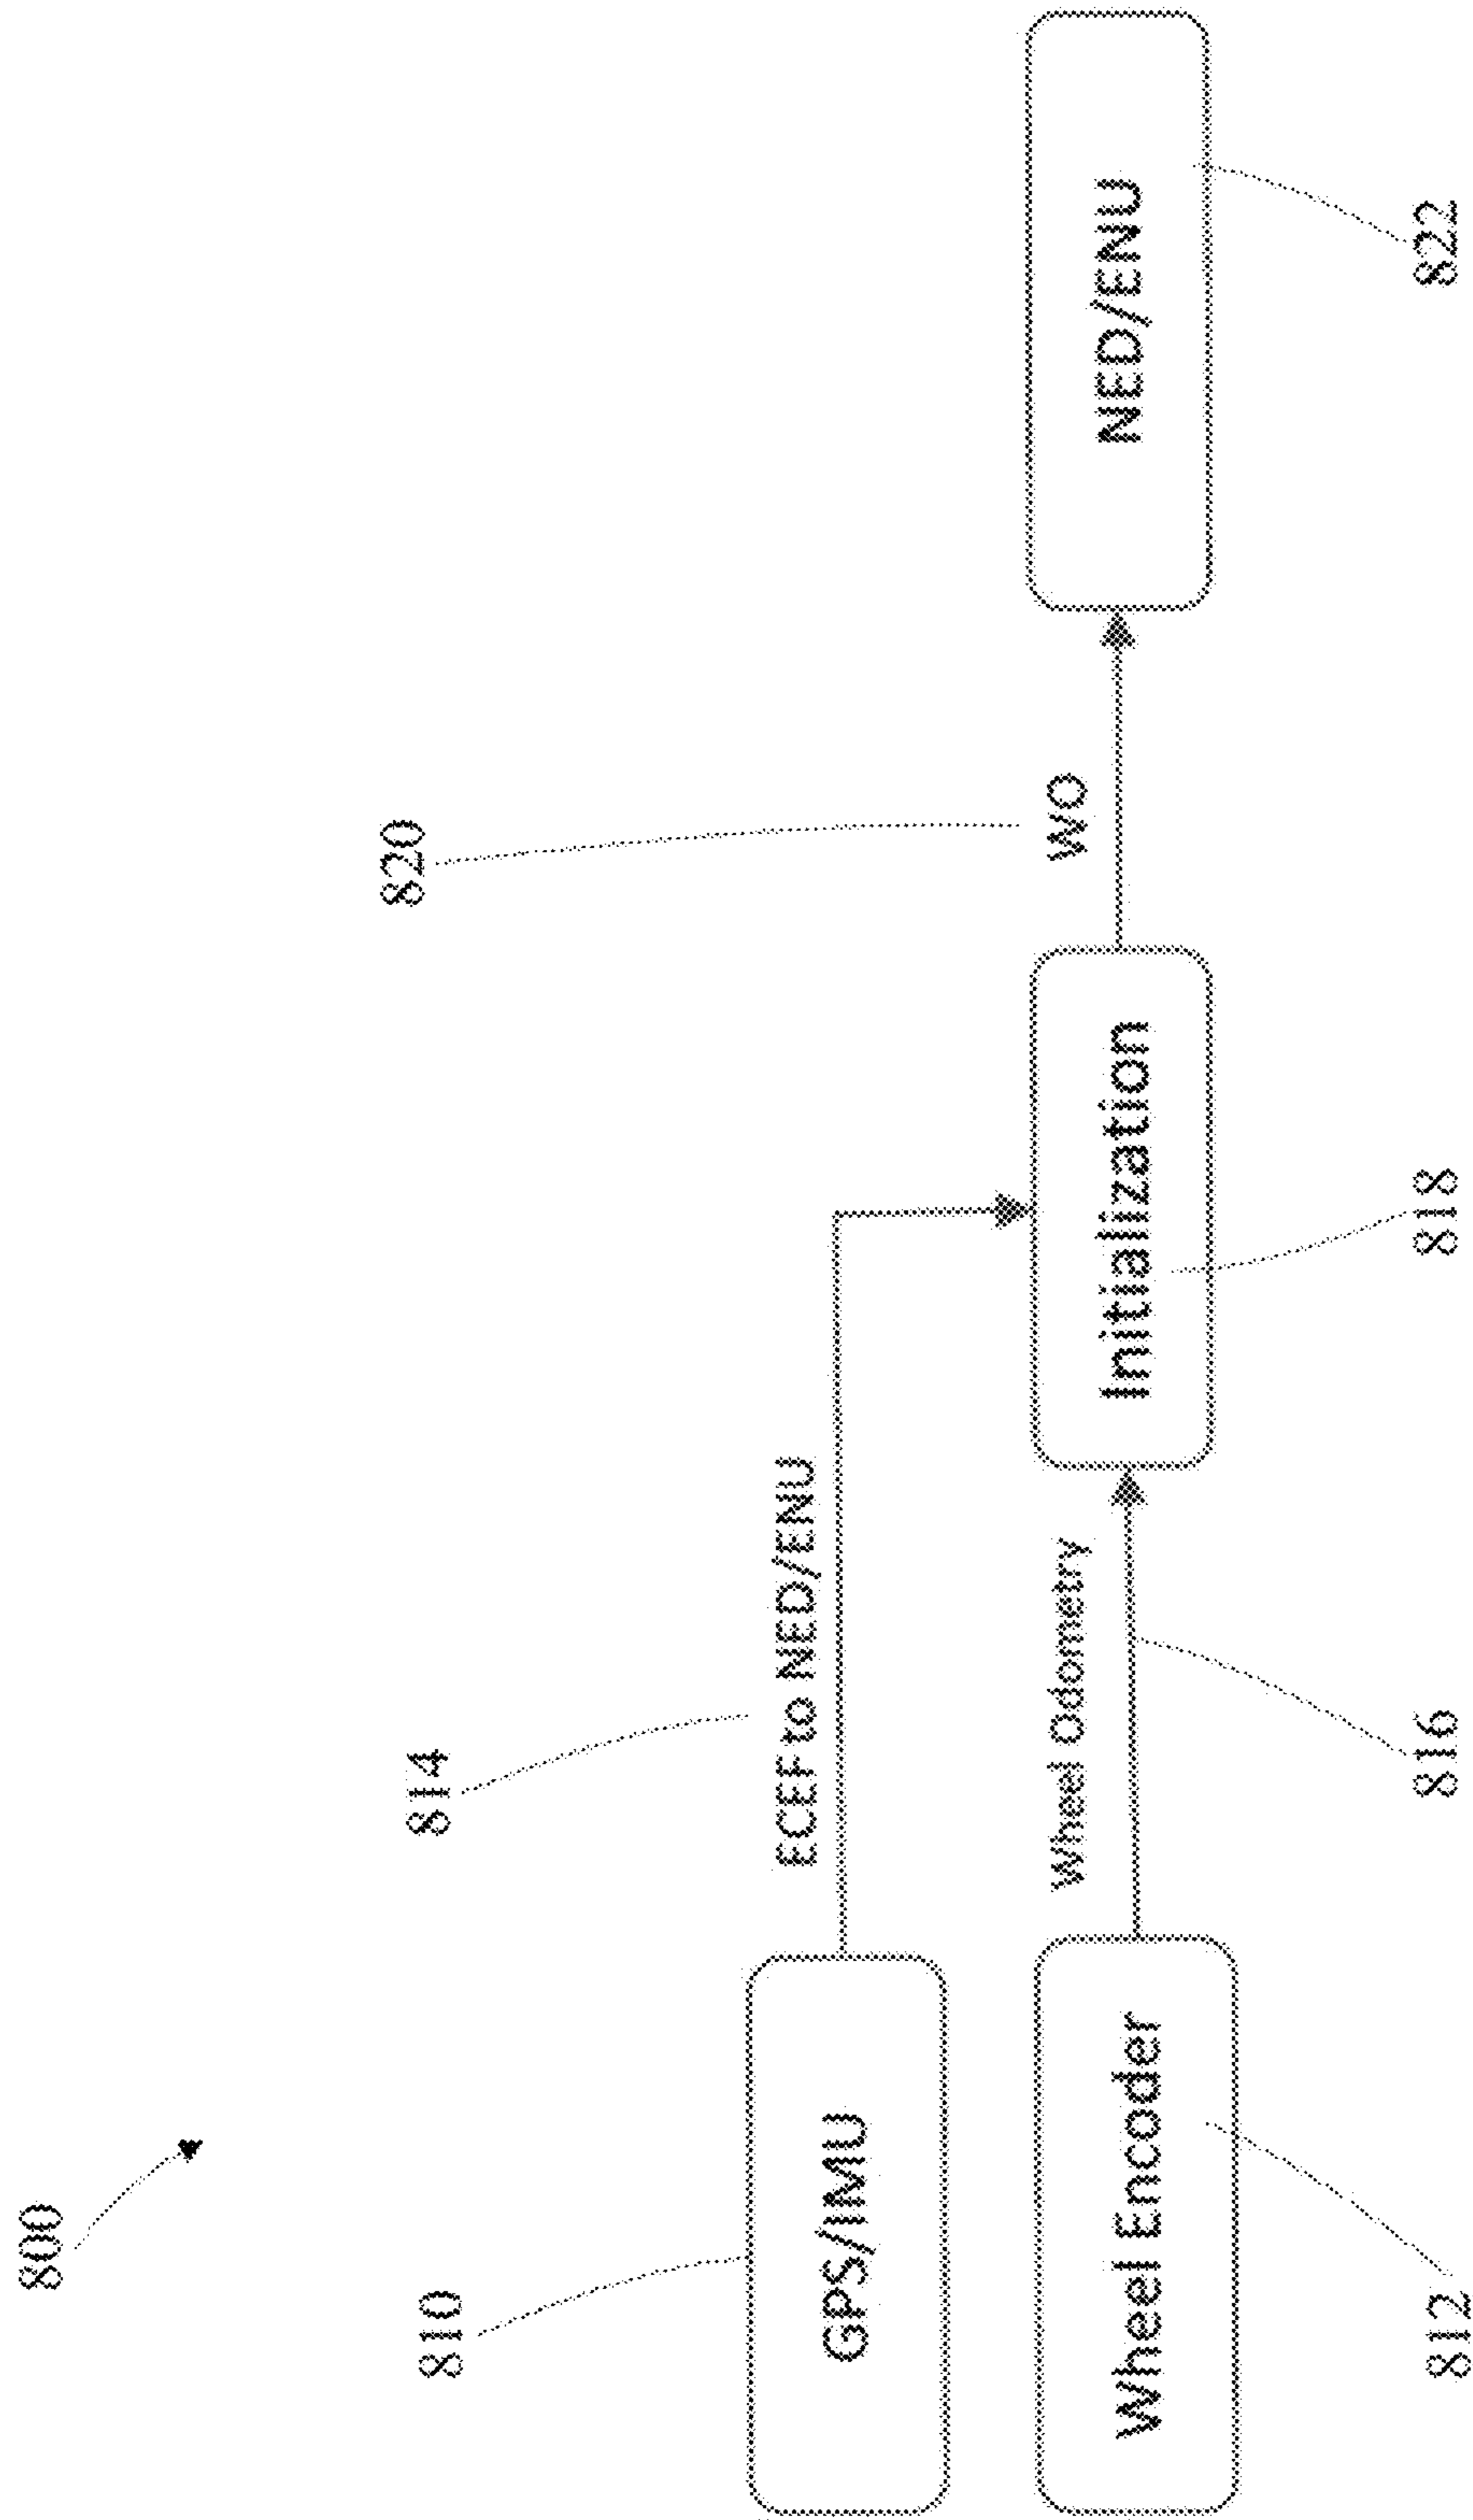 800
810
GPS/IMU
814
ECEF to NED/ENU
820
812
Wheel Encoder
816
Wheel Odometry
818
Initialization
WO
822
NED/ENU